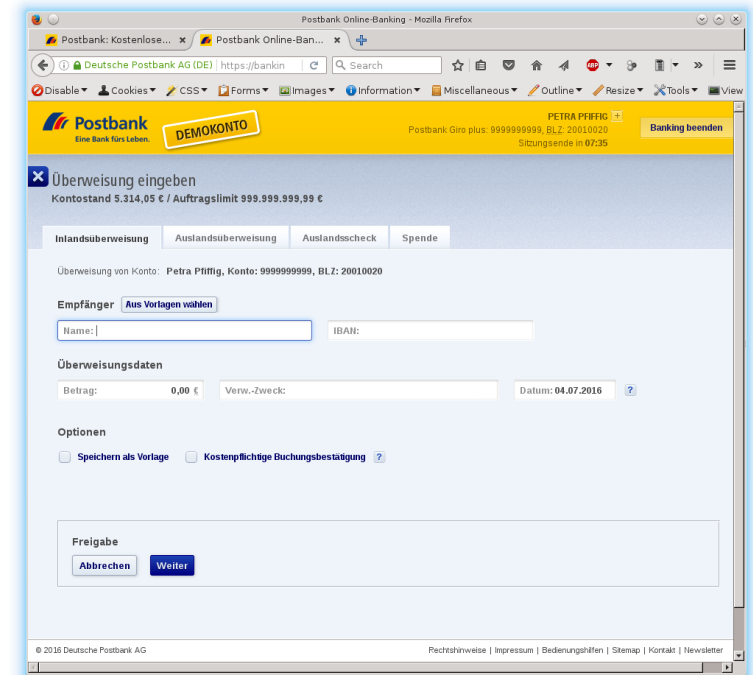 Postbank Online-Banking - Mozilla Firefox
Postbank: Kostenlose... × Postbank Online-Ban... ×
Deutsche Postbank AG (DE) https://bankin Search ABP
Disable Cookies CSS Forms Images Information Miscellaneous Outline Resize Tools View
Postbank
Eine Bank fürs Leben.
DEMOKONTO
PETRA PFIFFIG +
Postbank Giro plus: 9999999999, BLZ: 20010020
Sitzungsende in 07:35
Banking beenden
Überweisung eingeben
Kontostand 5.314,05 € / Auftragslimit 999.999.999,99 €
Inlandsüberweisung Auslandsüberweisung Auslandsscheck Spende
Überweisung von Konto: Petra Pfiffig, Konto: 9999999999, BLZ: 20010020
Empfänger Aus Vorlagen wählen
Name: IBAN:
Überweisungsdaten
Betrag: 0,00 € Verw.-Zweck: Datum: 04.07.2016 ?
Optionen
Speichern als Vorlage Kostenpflichtige Buchungsbestätigung ?
Freigabe
Abbrechen Weiter
© 2016 Deutsche Postbank AG Rechtshinweise | Impressum | Bedienungshilfen | Sitemap | Kontakt | Newsletter